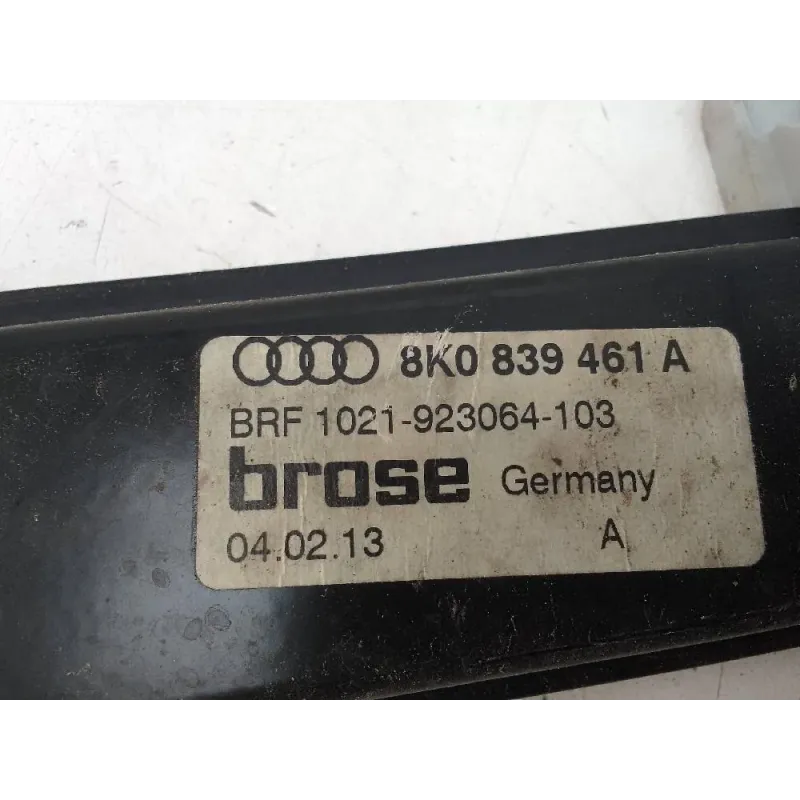 8K0 839 461 A
BRF 1021-923064-103
brose Germany
04.02.13 A